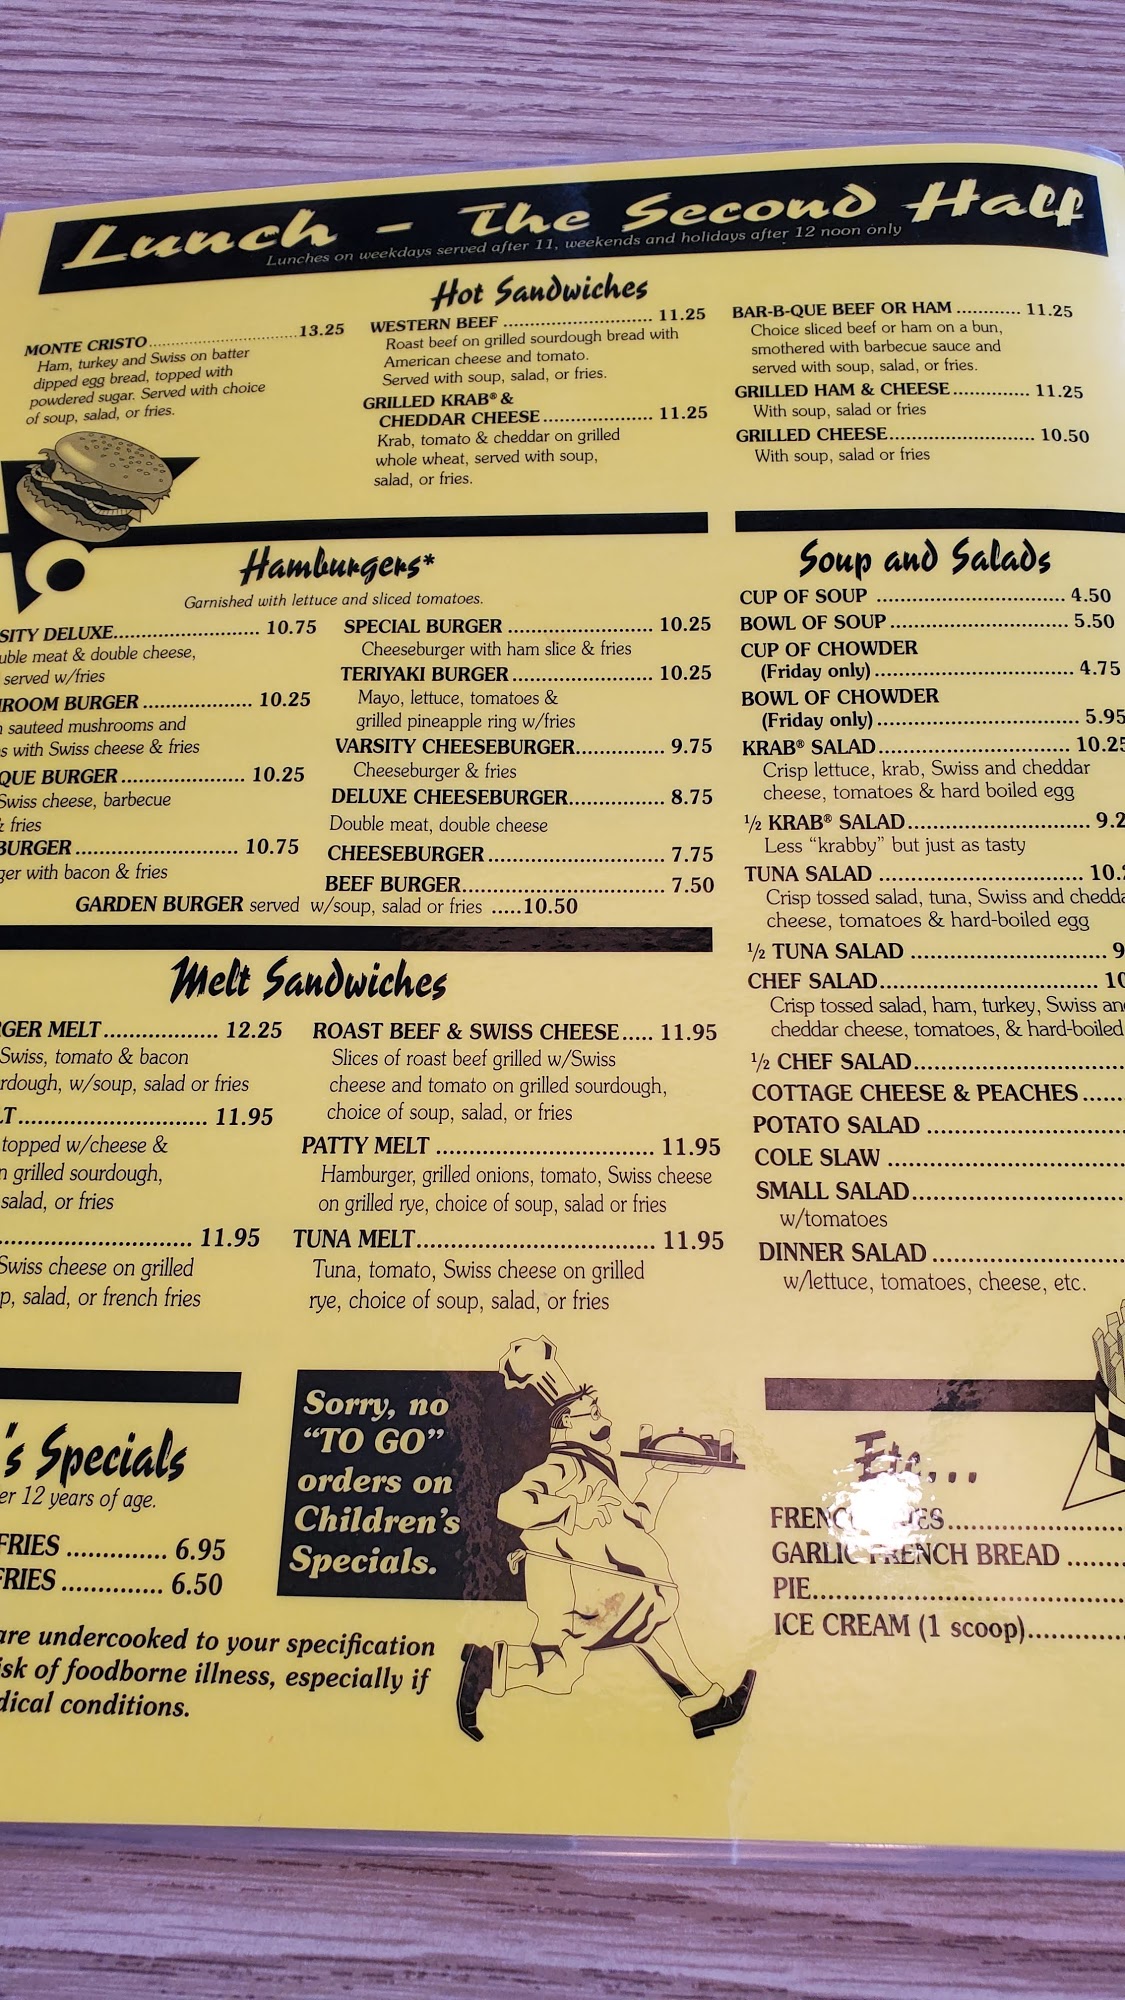 Lunch - The Second Half
Lunches on weekdays served after 11, weekends and holidays after 12 noon only
Hot Sandwiches
MONTE CRISTO..............................13.25
Ham, turkey and Swiss on batter
dipped egg bread, topped with
powdered sugar. Served with choice
of soup, salad, or fries.
WESTERN BEEF ........................... 11.25
Roast beef on grilled sourdough bread with
American cheese and tomato.
Served with soup, salad, or fries.
GRILLED KRAB® &
CHEDDAR CHEESE.................... 11.25
Krab, tomato & cheddar on grilled
whole wheat, served with soup,
salad, or fries.
BAR-B-QUE BEEF OR HAM ............ 11.25
Choice sliced beef or ham on a bun,
smothered with barbecue sauce and
served with soup, salad, or fries.
GRILLED HAM & CHEESE.............. 11.25
With soup, salad or fries
GRILLED CHEESE........................... 10.50
With soup, salad or fries
Hamburgers*
Garnished with lettuce and sliced tomatoes.
SITY DELUXE........................... 10.75
uble meat & double cheese,
served w/fries
ROOM BURGER .................... 10.25
sauteed mushrooms and
s with Swiss cheese & fries
QUE BURGER....................... 10.25
Swiss cheese, barbecue
& fries
BURGER.............................. 10.75
ger with bacon & fries
SPECIAL BURGER ........................ 10.25
Cheeseburger with ham slice & fries
TERIYAKI BURGER....................... 10.25
Mayo, lettuce, tomatoes &
grilled pineapple ring w/fries
VARSITY CHEESEBURGER............... 9.75
Cheeseburger & fries
DELUXE CHEESEBURGER................ 8.75
Double meat, double cheese
CHEESEBURGER............................ 7.75
BEEF BURGER................................ 7.50
GARDEN BURGER served w/soup, salad or fries .....10.50
Soup and Salads
CUP OF SOUP ................................ 4.50
BOWL OF SOUP.............................. 5.50
CUP OF CHOWDER
(Friday only)................................. 4.75
BOWL OF CHOWDER
(Friday only)................................. 5.95
KRAB® SALAD................................ 10.25
Crisp lettuce, krab, Swiss and cheddar
cheese, tomatoes & hard boiled egg
½ KRAB® SALAD............................. 9.2
Less “krabby” but just as tasty
TUNA SALAD ................................. 10.
Crisp tossed salad, tuna, Swiss and chedda
cheese, tomatoes & hard-boiled egg
½ TUNA SALAD .............................. 9
CHEF SALAD................................... 10
Crisp tossed salad, ham, turkey, Swiss an
cheddar cheese, tomatoes, & hard-boiled
½ CHEF SALAD...............................
COTTAGE CHEESE & PEACHES......
POTATO SALAD ............................
COLE SLAW .................................
SMALL SALAD..............................
w/tomatoes
DINNER SALAD ............................
w/lettuce, tomatoes, cheese, etc.
Melt Sandwiches
GER MELT.................. 12.25
Swiss, tomato & bacon
rdough, w/soup, salad or fries
LT.............................. 11.95
topped w/cheese &
n grilled sourdough,
salad, or fries
.............................. 11.95
Swiss cheese on grilled
p, salad, or french fries
ROAST BEEF & SWISS CHEESE..... 11.95
Slices of roast beef grilled w/Swiss
cheese and tomato on grilled sourdough,
choice of soup, salad, or fries
PATTY MELT ................................. 11.95
Hamburger, grilled onions, tomato, Swiss cheese
on grilled rye, choice of soup, salad or fries
TUNA MELT................................... 11.95
Tuna, tomato, Swiss cheese on grilled
rye, choice of soup, salad, or fries
's Specials
er 12 years of age.
FRIES .............. 6.95
FRIES .............. 6.50
Sorry, no
“TO GO”
orders on
Children's
Specials.
are undercooked to your specification
isk of foodborne illness, especially if
dical conditions.
Etc...
GARLIC FRENCH BREAD ........
PIE............................................
ICE CREAM (1 scoop)..............